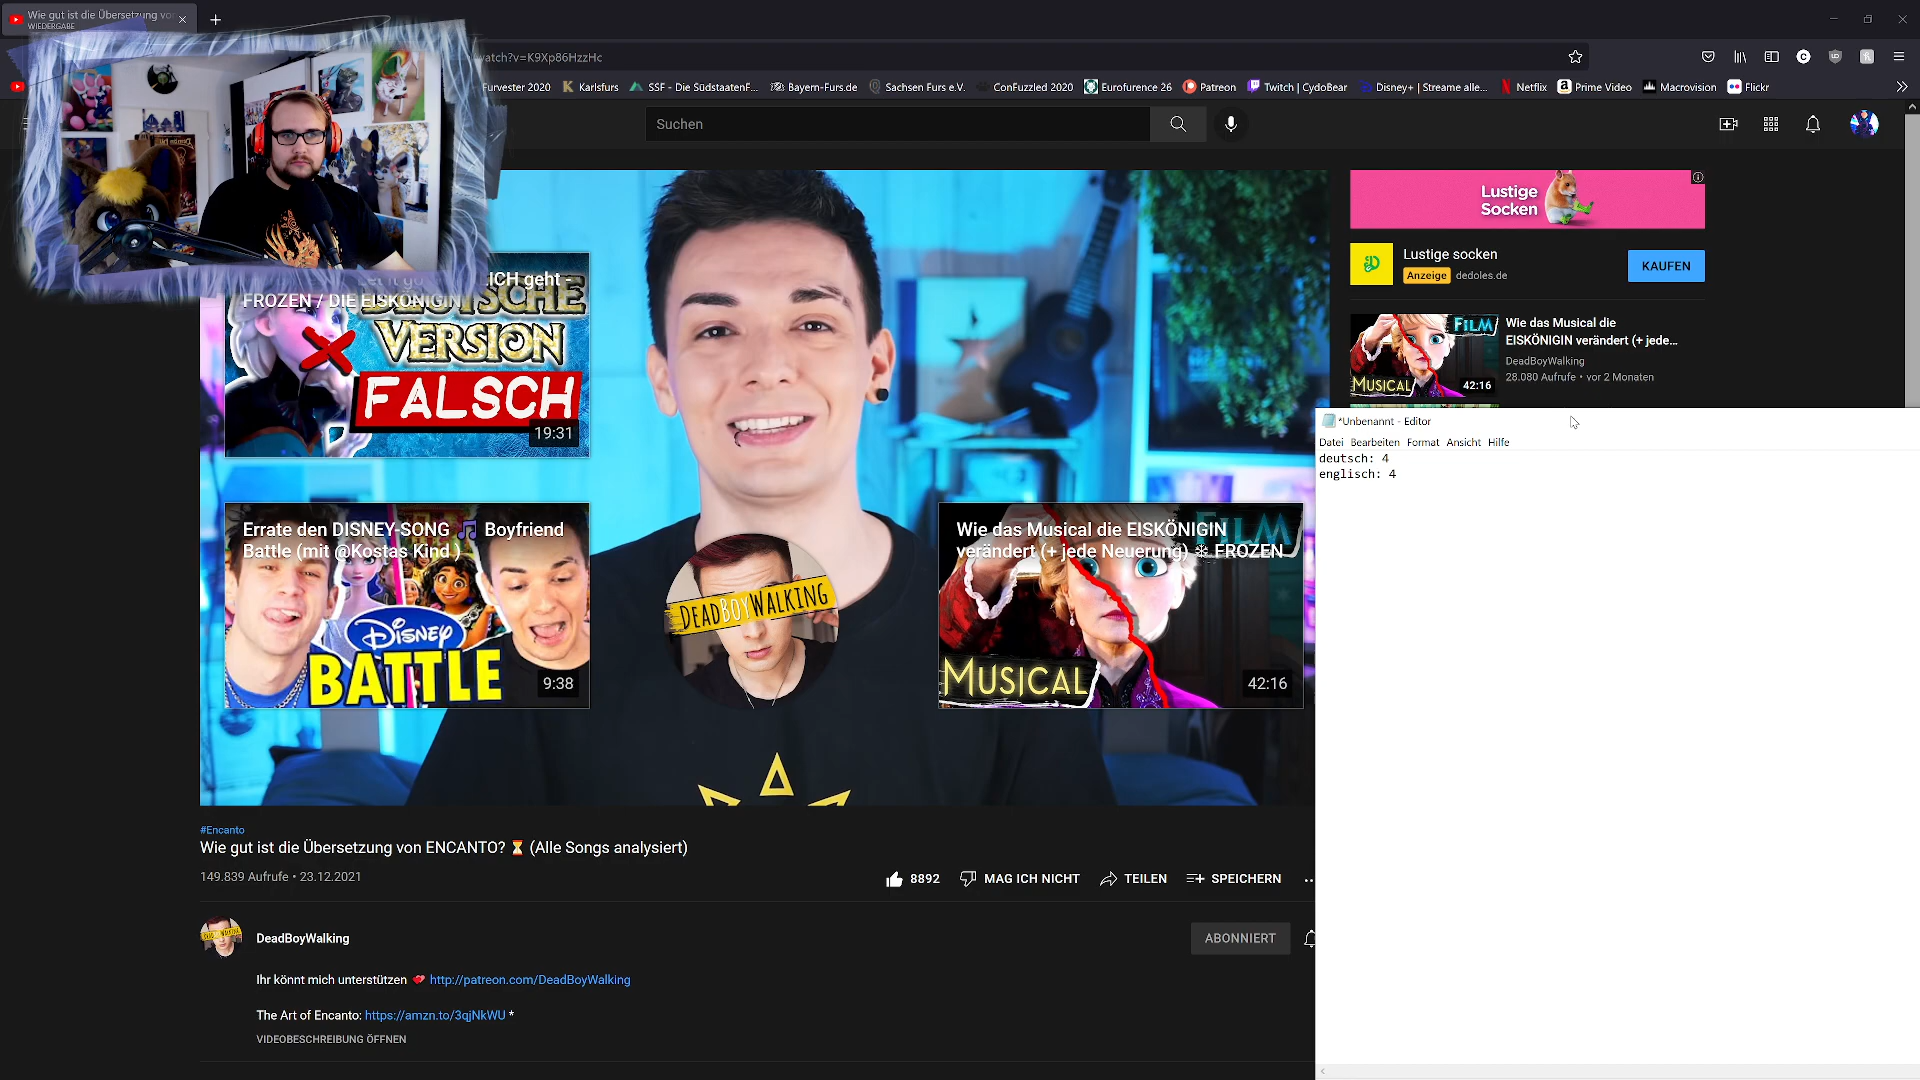 Wie gut ist die Übersetzung von
WIEDERGABE
watch?v=K9Xp86HzzHc
Furvester 2020
Karlsfurs
SSF - Die SüdstaatenF...
Bayern-Furs.de
Sachsen Furs e.V.
ConFuzzled 2020
Eurofurence 26
Patreon
Twitch | CydoBear
Disney+ | Streame alle...
Netflix
Prime Video
Macrovision
Flickr
Suchen
Lustige
Socken
Lustige socken
Anzeige dedoles.de
KAUFEN
FILM
MUSICAL
42:16
Wie das Musical die
EISKÖNIGIN verändert (+ jede...
DeadBoyWalking
28.080 Aufrufe • vor 2 Monaten
ICH geht -
FROZEN / DIE EISKÖNIGIN
DEUTSCHE
VERSION
FALSCH
19:31
Errate den DISNEY-SONG 🎵 Boyfriend
Battle (mit @Kostas Kind )
DISNEY
BATTLE
9:38
DEADBOYWALKING
Wie das Musical die EISKÖNIGIN
verändert (+ jede Neuerung) ❄ FROZEN
FILM
MUSICAL
42:16
*Unbenannt - Editor
Datei Bearbeiten Format Ansicht Hilfe
deutsch: 4
englisch: 4
#Encanto
Wie gut ist die Übersetzung von ENCANTO? ⏳ (Alle Songs analysiert)
149.839 Aufrufe • 23.12.2021
8892
MAG ICH NICHT
TEILEN
SPEICHERN
DeadBoyWalking
ABONNIERT
Ihr könnt mich unterstützen 💕 http://patreon.com/DeadBoyWalking
The Art of Encanto: https://amzn.to/3qjNkWU *
VIDEOBESCHREIBUNG ÖFFNEN